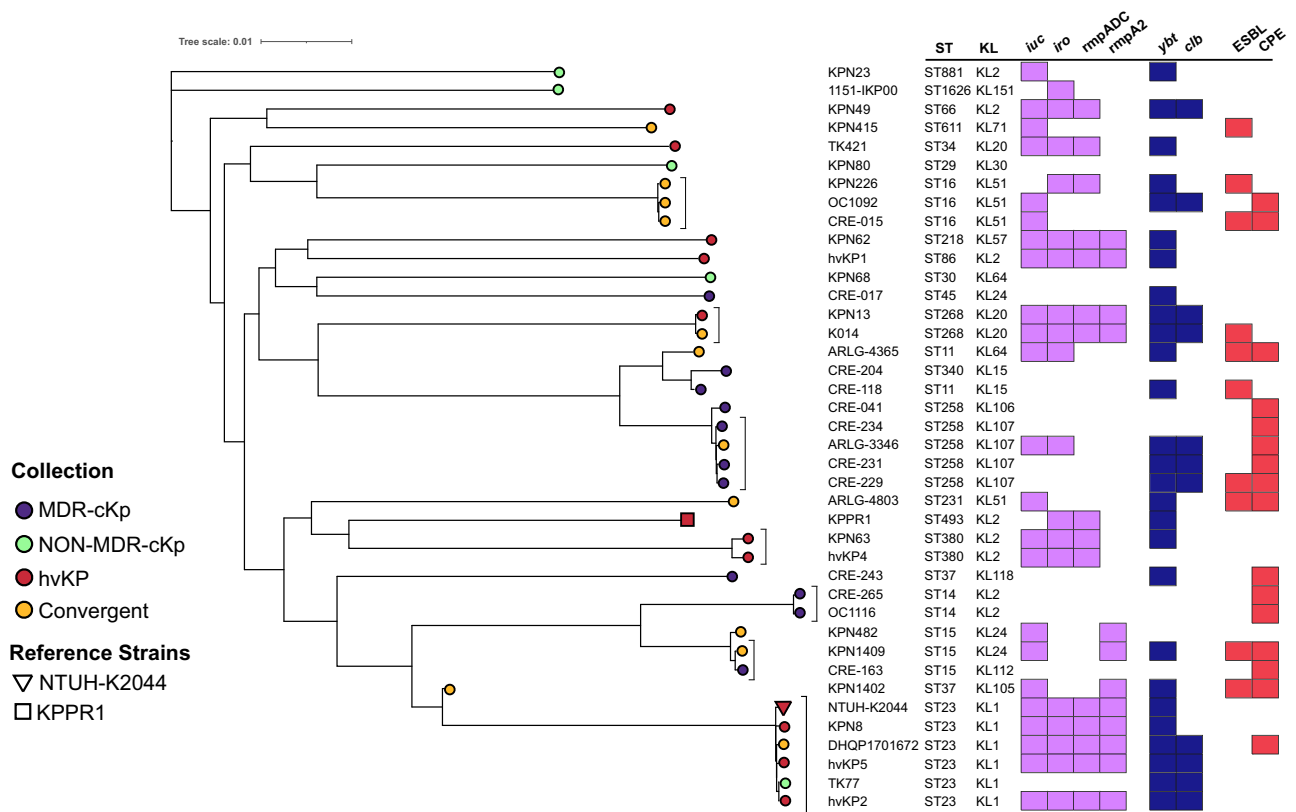 Tree scale: 0.01
ST KL iuc iro rmpADC rmpA2 ybt clb ESBL CPE
KPN23 ST881 KL2
1151-IKP00 ST1626 KL151
KPN49 ST66 KL2
KPN415 ST611 KL71
TK421 ST34 KL20
KPN80 ST29 KL30
KPN226 ST16 KL51
OC1092 ST16 KL51
CRE-015 ST16 KL51
KPN62 ST218 KL57
hvKP1 ST86 KL2
KPN68 ST30 KL64
CRE-017 ST45 KL24
KPN13 ST268 KL20
K014 ST268 KL20
ARLG-4365 ST11 KL64
CRE-204 ST340 KL15
CRE-118 ST11 KL15
CRE-041 ST258 KL106
CRE-234 ST258 KL107
ARLG-3346 ST258 KL107
CRE-231 ST258 KL107
CRE-229 ST258 KL107
ARLG-4803 ST231 KL51
KPPR1 ST493 KL2
KPN63 ST380 KL2
hvKP4 ST380 KL2
CRE-243 ST37 KL118
CRE-265 ST14 KL2
OC1116 ST14 KL2
KPN482 ST15 KL24
KPN1409 ST15 KL24
CRE-163 ST15 KL112
KPN1402 ST37 KL105
NTUH-K2044 ST23 KL1
KPN8 ST23 KL1
DHQP1701672 ST23 KL1
hvKP5 ST23 KL1
TK77 ST23 KL1
hvKP2 ST23 KL1
Collection
MDR-cKp
NON-MDR-cKp
hvKP
Convergent
Reference Strains
NTUH-K2044
KPPR1